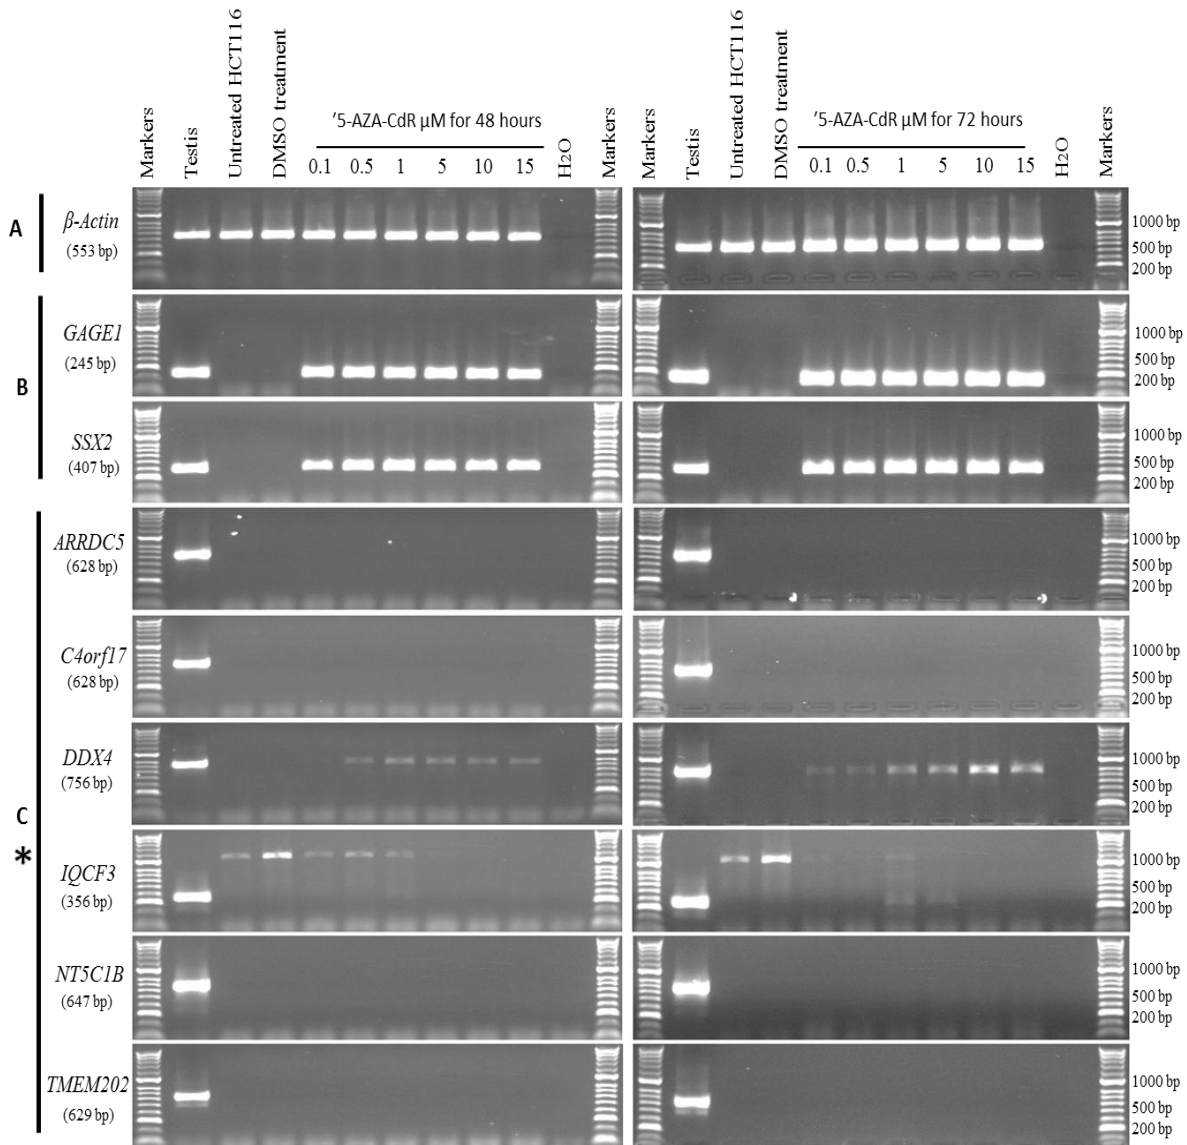 Markers
Testis
Untreated HCT116
DMSO treatment
'5-AZA-CdR µM for 48 hours
0.1 0.5 1 5 10 15
H2O
Markers
Markers
Testis
Untreated HCT116
DMSO treatment
'5-AZA-CdR µM for 72 hours
0.1 0.5 1 5 10 15
H2O
Markers
A
β-Actin
(553 bp)
1000 bp
500 bp
200 bp
B
GAGE1
(245 bp)
1000 bp
500 bp
200 bp
SSX2
(407 bp)
1000 bp
500 bp
200 bp
C
*
ARRDC5
(628 bp)
1000 bp
500 bp
200 bp
C4orf17
(628 bp)
1000 bp
500 bp
200 bp
DDX4
(756 bp)
1000 bp
500 bp
200 bp
IQCF3
(356 bp)
1000 bp
500 bp
200 bp
NT5C1B
(647 bp)
1000 bp
500 bp
200 bp
TMEM202
(629 bp)
1000 bp
500 bp
200 bp